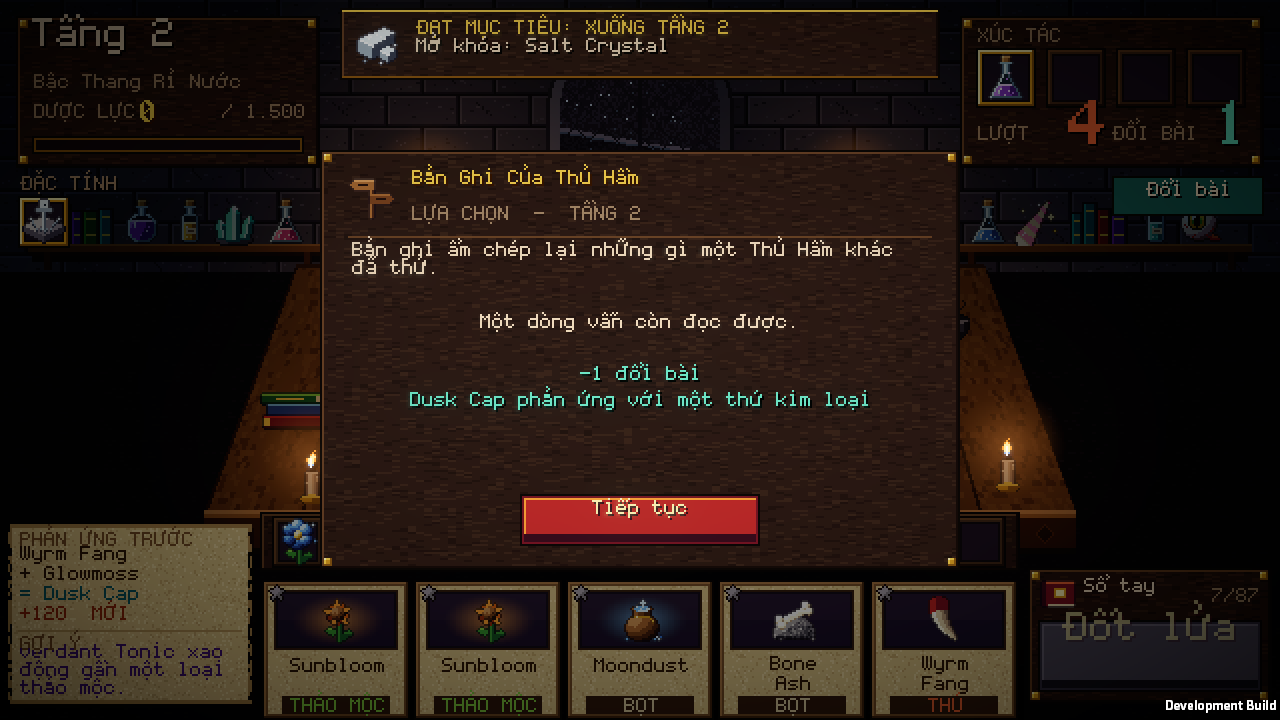 Tầng 2
Bậc Thang Rỉ Nước
DƯỢC LỰC 0 / 1.500
ĐẶC TÍNH
ĐẠT MỤC TIÊU: XUỐNG TẦNG 2
Mở khóa: Salt Crystal
XÚC TÁC
LƯỢT 4 ĐỔI BÀI 1
Đổi bài
Bản Ghi Của Thủ Hầm
LỰA CHỌN – TẦNG 2
Bản ghi ẩm chép lại những gì một Thủ Hầm khác
đã thử.
Một dòng vẫn còn đọc được.
-1 đổi bài
Dusk Cap phản ứng với một thứ kim loại
Tiếp tục
PHẢN ỨNG TRƯỚC
Wyrm Fang
+ Glowmoss
= Dusk Cap
+120 MỚI
GỢI Ý
Verdant Tonic xao
động gần một loại
thảo mộc.
Sunbloom
THẢO MỘC
Sunbloom
THẢO MỘC
Moondust
BỘT
Bone
Ash
BỘT
Wyrm
Fang
THÚ
Sổ tay
7/87
Đốt lửa
Development Build